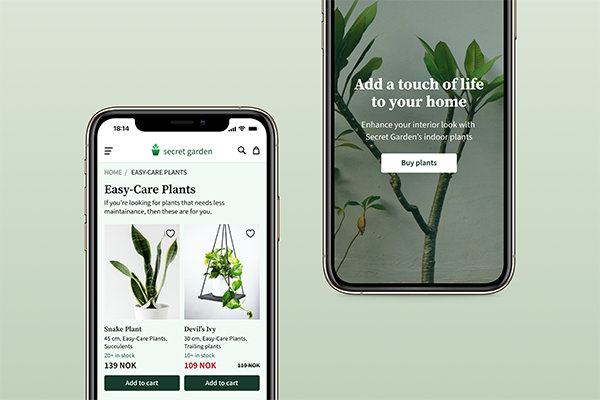 18:14
secret garden
HOME / EASY-CARE PLANTS
Easy-Care Plants
If you're looking for plants that needs less
maintainance, then these are for you.
Snake Plant
45 cm, Easy-Care Plants,
Succulents
20+ in stock
139 NOK
Add to cart
Devil's Ivy
30 cm, Easy-Care Plants,
Trailing plants
10+ in stock
109 NOK 119 NOK
Add to cart
Add a touch of life
to your home
Enhance your interior look with
Secret Garden's indoor plants
Buy plants